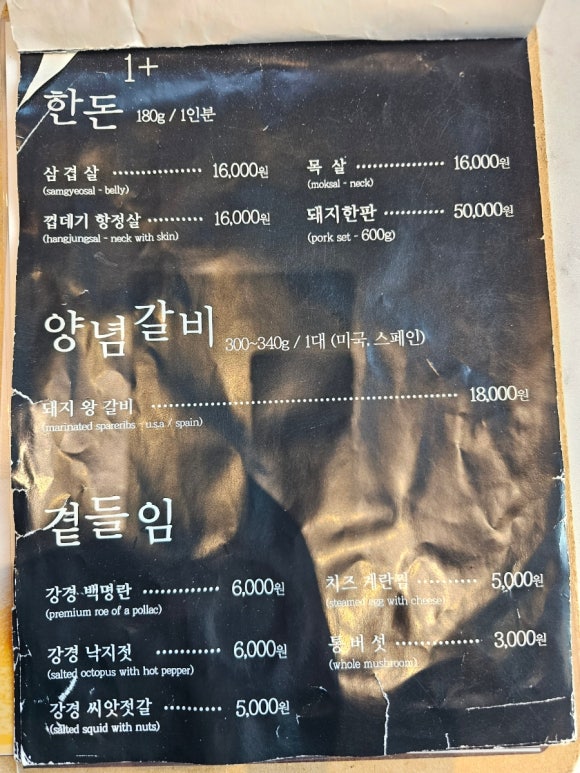 1+
한돈 180g / 1인분
삼겹살 ················ 16,000원
(samgyeosal - belly)
목 살 ················ 16,000원
(moksal - neck)
껍데기 항정살 ·········· 16,000원
(hangjungsal - neck with skin)
돼지한판 ············ 50,000원
(pork set - 600g)
양념갈비 300~340g / 1대 (미국, 스페인)
돼지 왕 갈비 ································ 18,000원
(marinated spareribs - u.s.a / spain)
곁들임
강경 백명란 ············ 6,000원
(premium roe of a pollac)
치즈 계란찜 ·········· 5,000원
(steamed egg with cheese)
강경 낙지젓 ·········· 6,000원
(salted octopus with hot pepper)
통 버 섯 ············ 3,000원
(whole mushroom)
강경 씨앗젓갈 ·········· 5,000원
(salted squid with nuts)